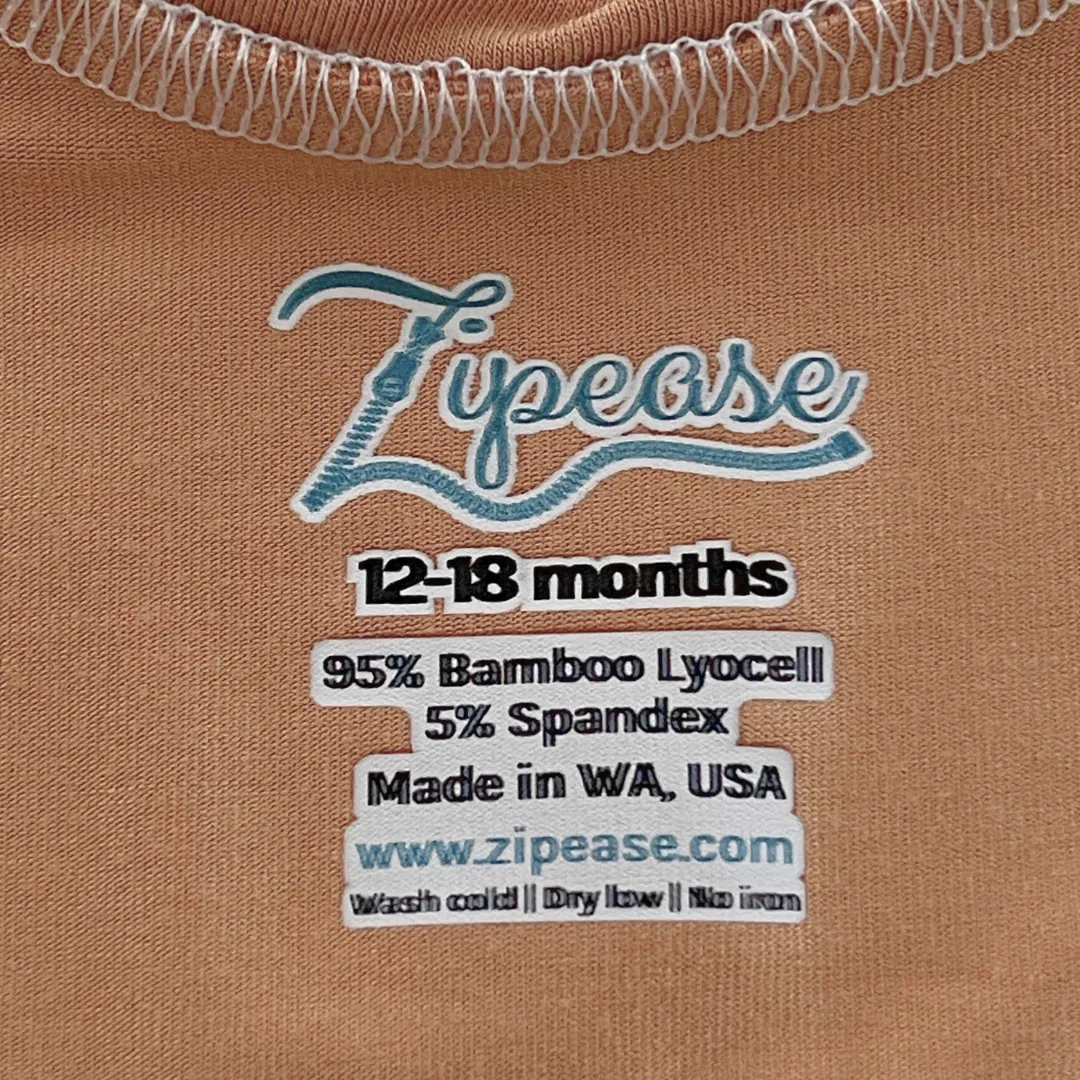 Zipease
12-18 months
95% Bamboo Lyocell
5% Spandex
Made in WA, USA
www.zipease.com
Wash cold || Dry low || No iron